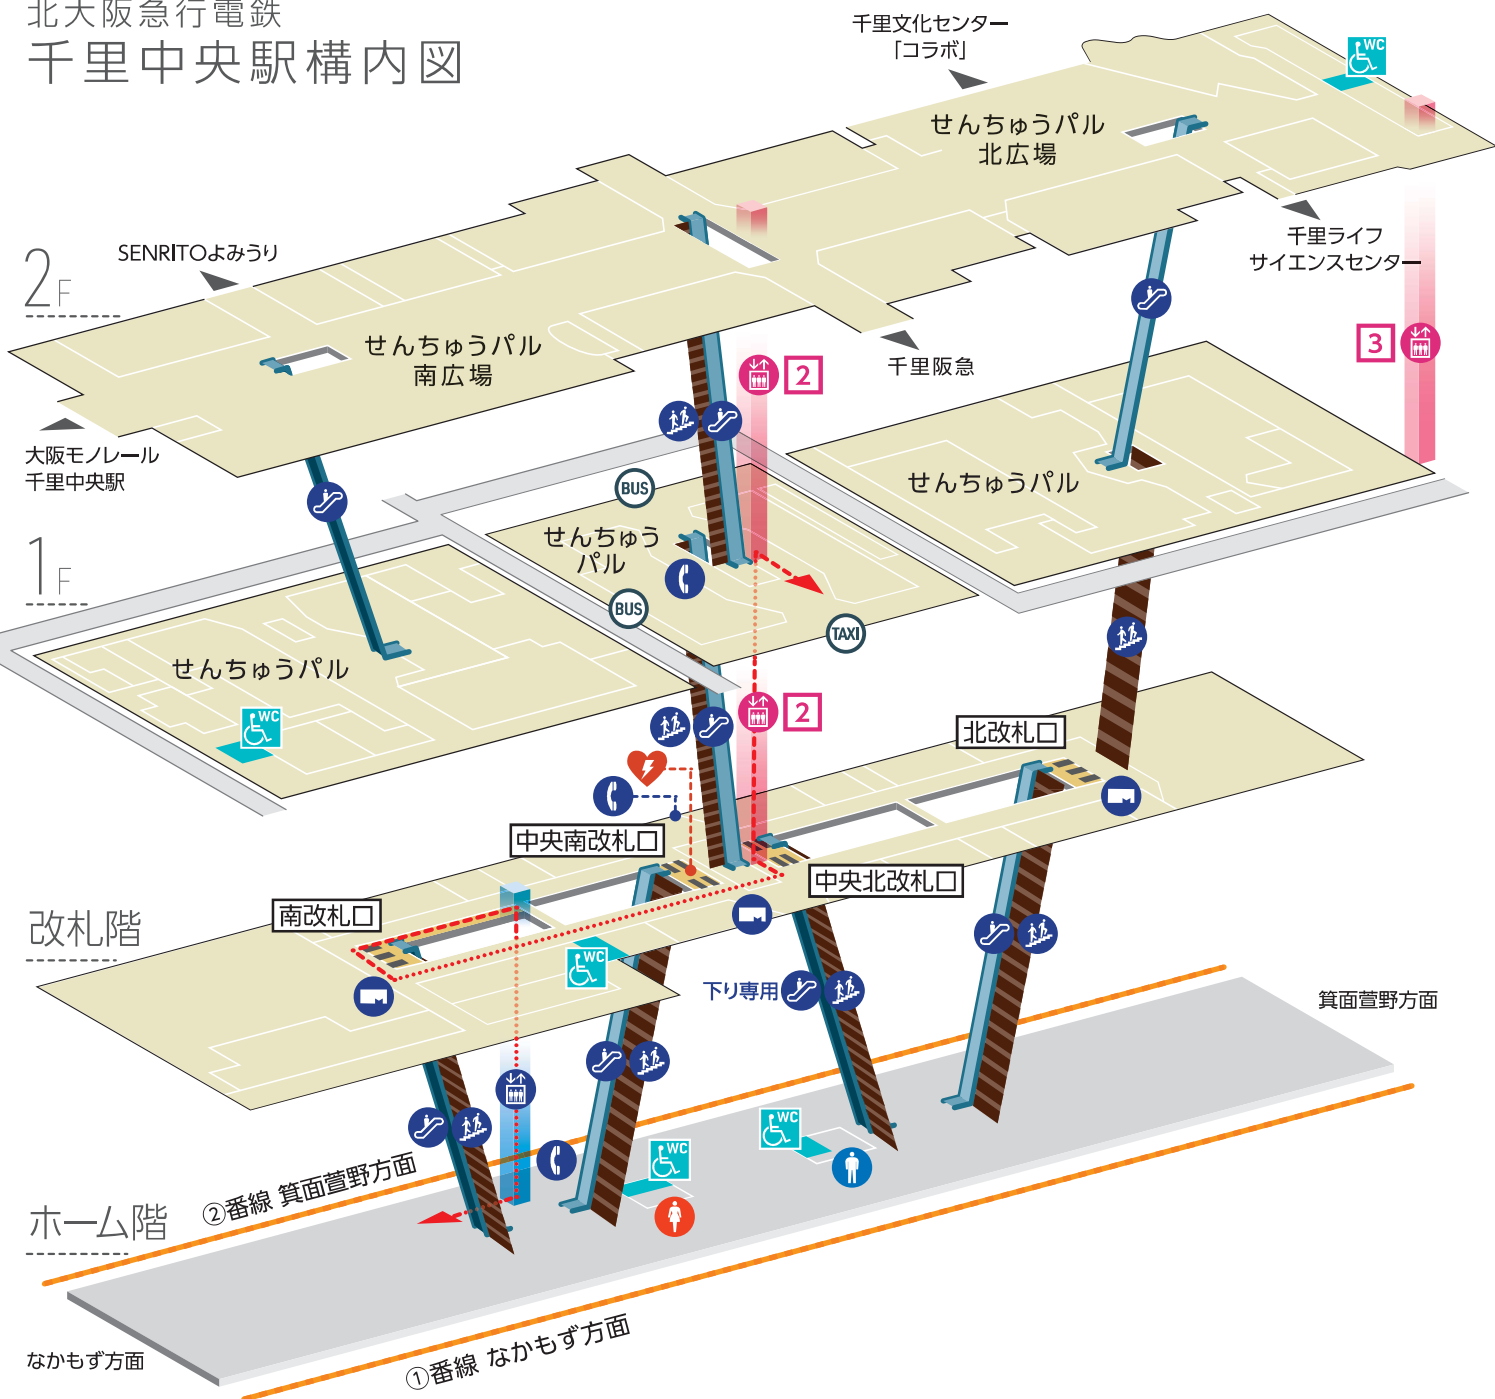 北大阪急行電鉄
千里中央駅構内図
千里文化センター
「コラボ」
WC
せんちゅうパル
北広場
SENRITOよみうり
千里ライフ
サイエンスセンター
2F
せんちゅうパル
南広場
千里阪急
2
3
大阪モノレール
千里中央駅
BUS
せんちゅうパル
せんちゅう
パル
1F
BUS
TAXI
せんちゅうパル
WC
2
北改札口
中央南改札口
中央北改札口
南改札口
改札階
WC
下り専用
箕面萱野方面
WC
WC
②番線 箕面萱野方面
ホーム階
①番線 なかもず方面
なかもず方面